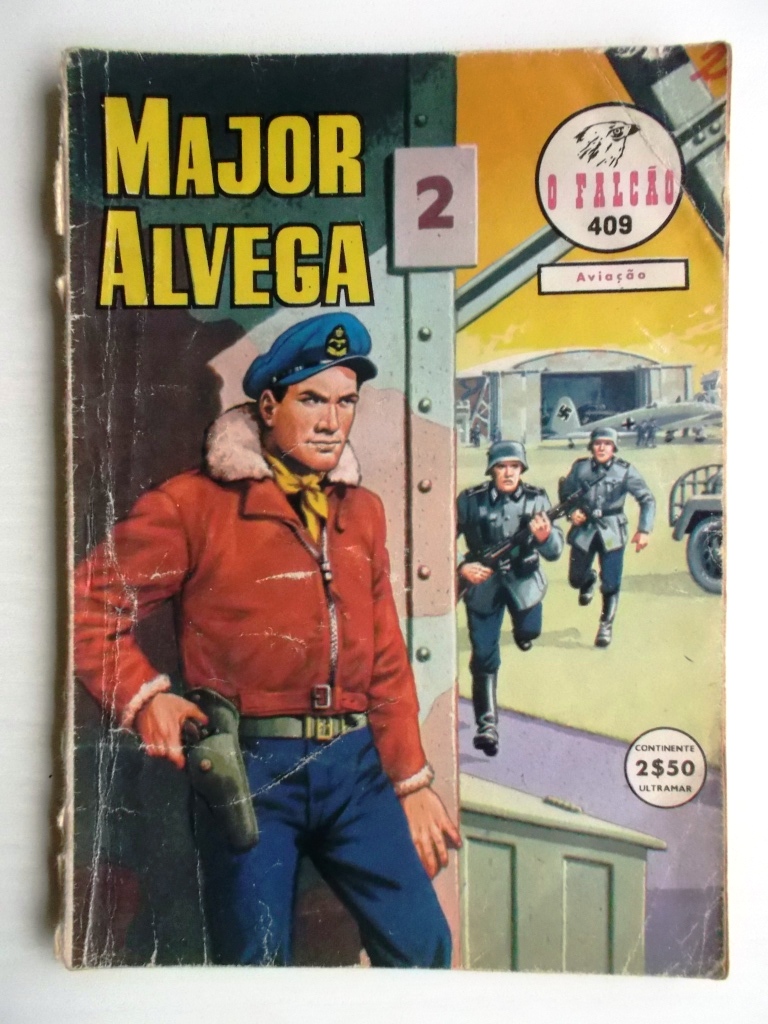 MAJOR
ALVEGA
2
O FALCÃO
409
Aviação
CONTINENTE
2$50
ULTRAMAR